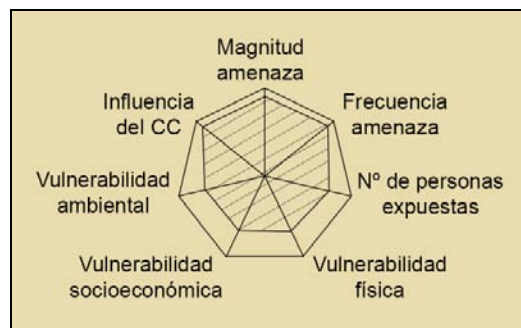 Magnitud
amenaza
Influencia
del CC
Frecuencia
amenaza
Vulnerabilidad
ambiental
Nº de personas
expuestas
Vulnerabilidad
socioeconómica
Vulnerabilidad
física